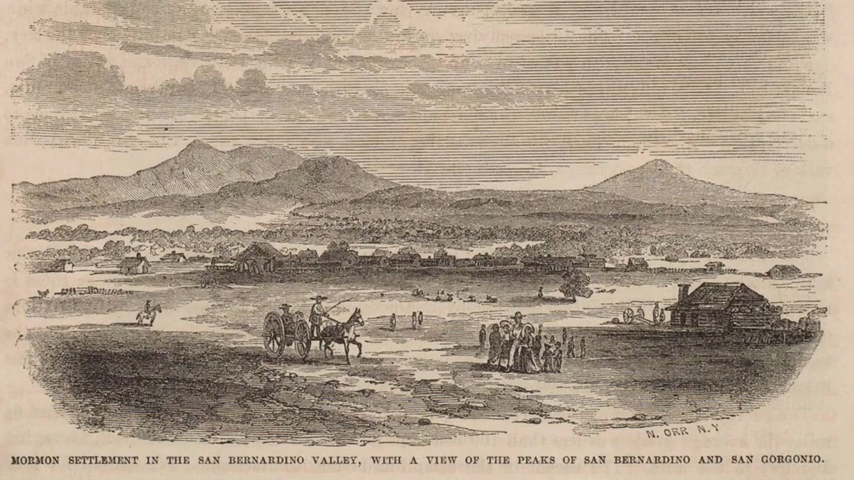 N. ORR N.Y
MORMON SETTLEMENT IN THE SAN BERNARDINO VALLEY, WITH A VIEW OF THE PEAKS OF SAN BERNARDINO AND SAN GORGONIO.